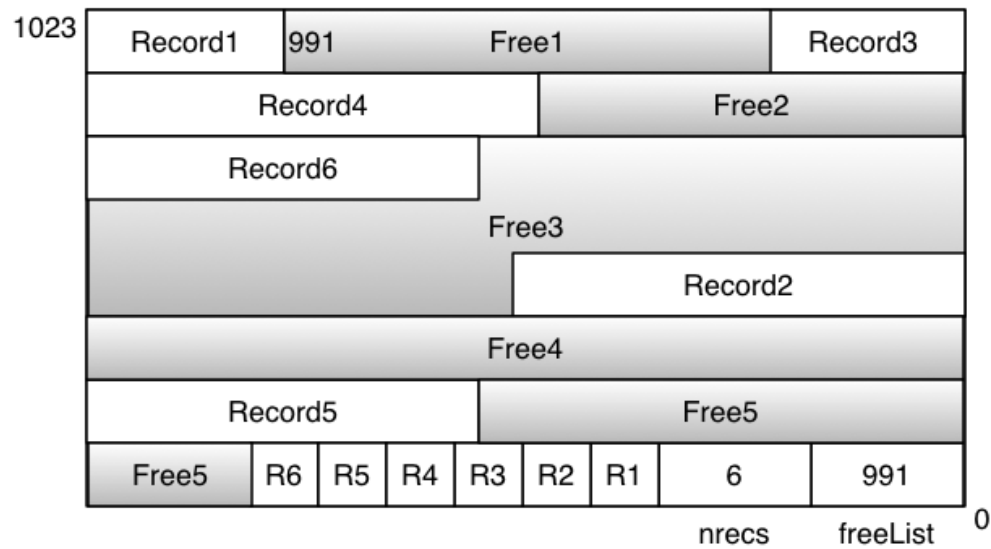 1023 Record1 991 Free1 Record3
Record4 Free2
Record6
Free3
Record2
Free4
Record5 Free5
Free5 R6 R5 R4 R3 R2 R1 6 991
0
nrecs freeList